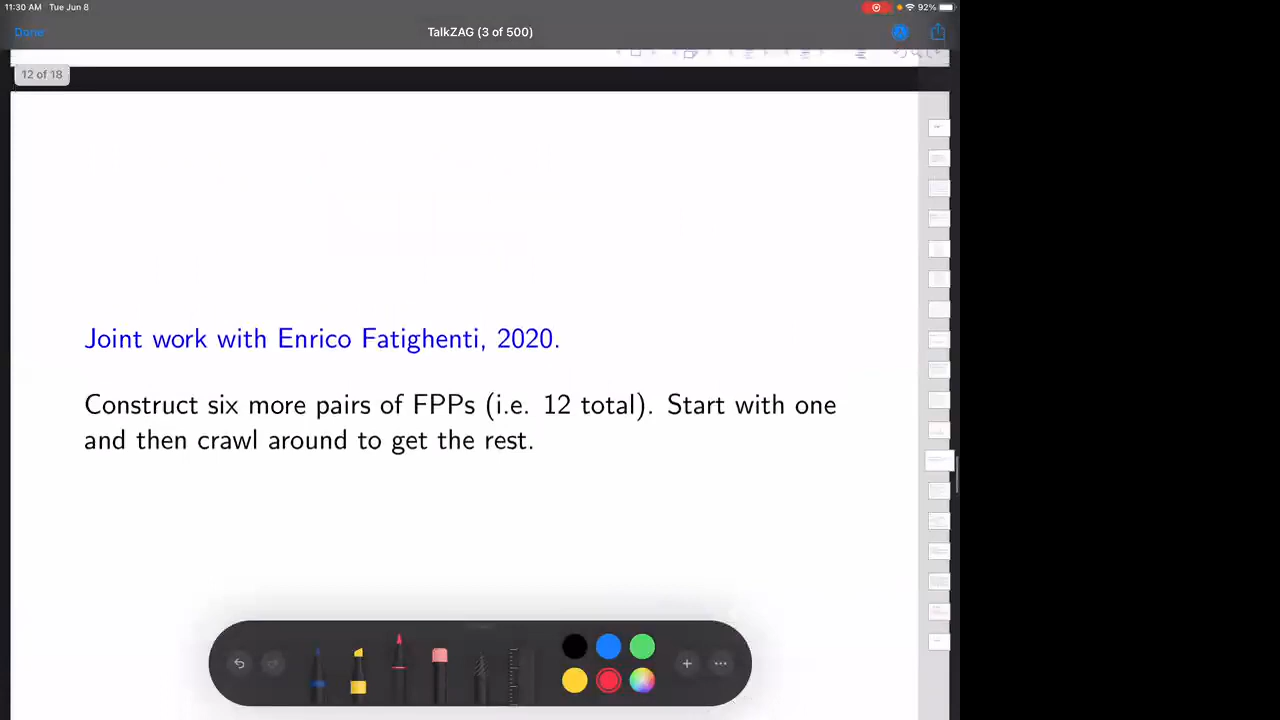 11:30 AM Tue Jun 8
92%
Done
TalkZAG (3 of 500)
12 of 18
Joint work with Enrico Fatighenti, 2020.
Construct six more pairs of FPPs (i.e. 12 total). Start with one
and then crawl around to get the rest.